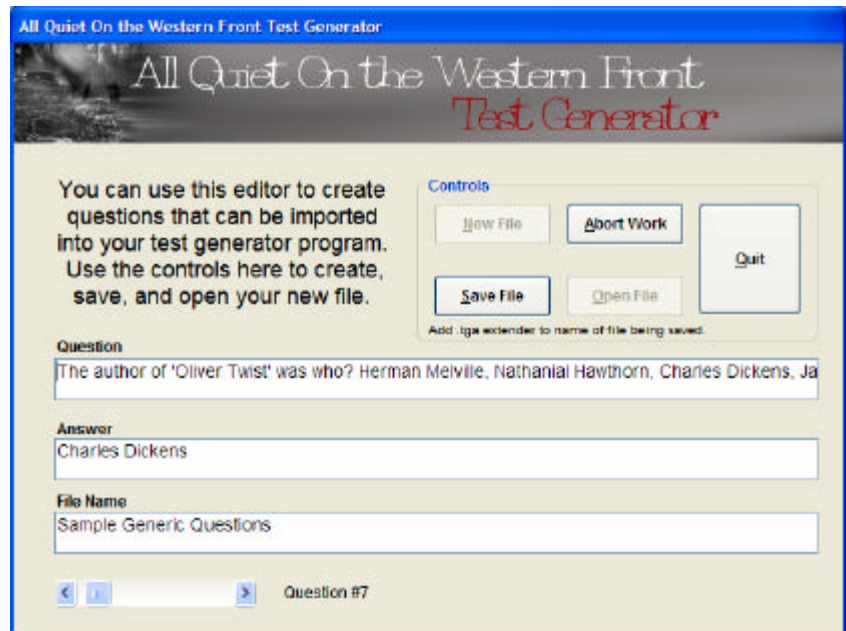 All Quiet On the Western Front Test Generator
All Quiet On the Western Front
Test Generator
You can use this editor to create
questions that can be imported
into your test generator program.
Use the controls here to create,
save, and open your new file.
Controls
New File
Abort Work
Quit
Save File
Open File
Add .tga extender to name of file being saved.
Question
The author of 'Oliver Twist' was who? Herman Melville, Nathanial Hawthorn, Charles Dickens, Ja
Answer
Charles Dickens
File Name
Sample Generic Questions
Question #7